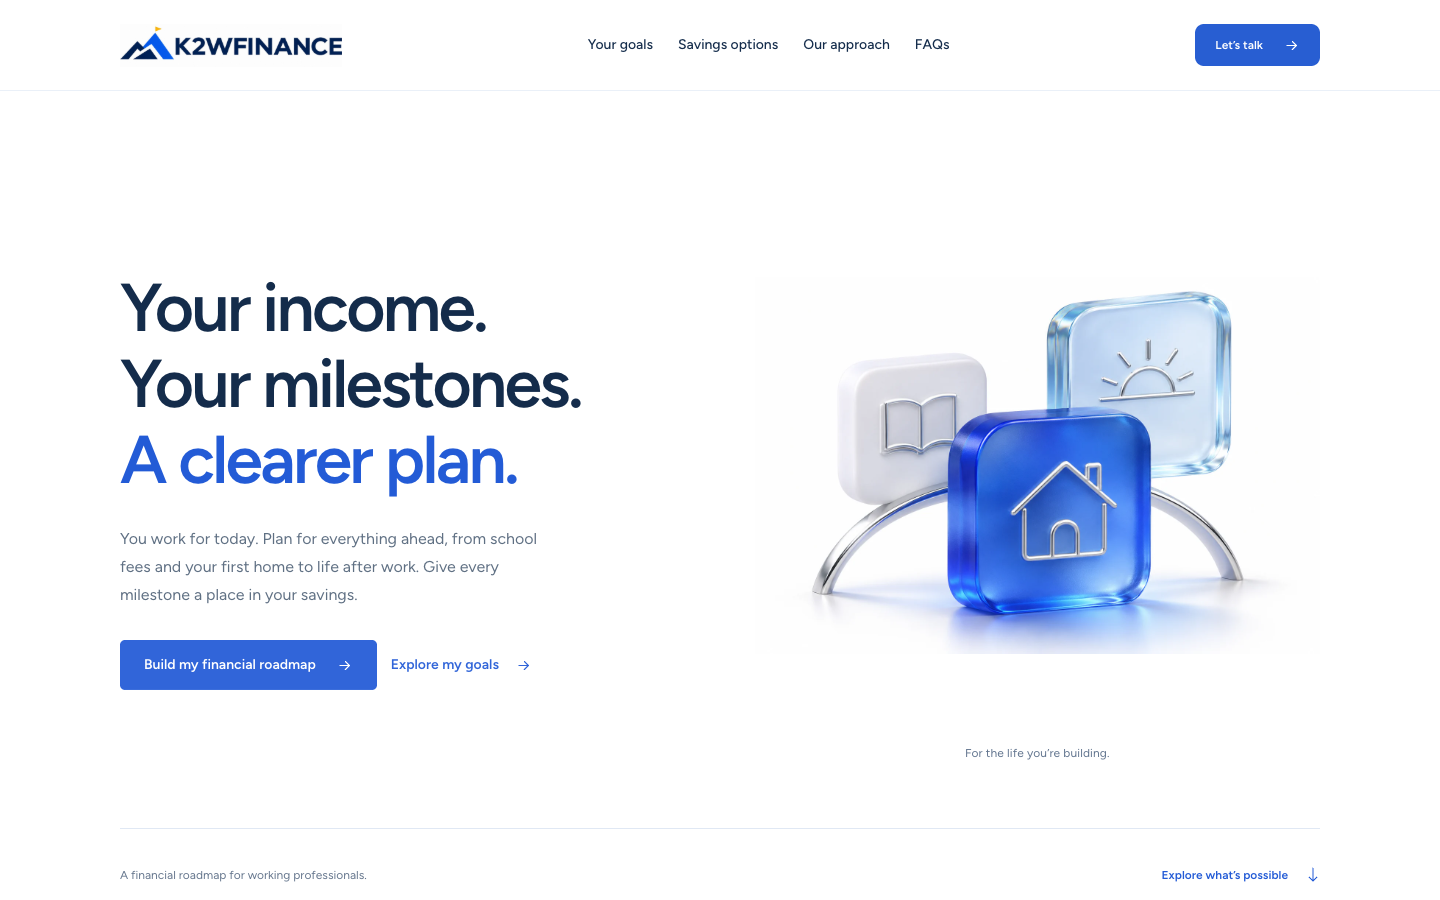 K2WFINANCE
Your goals
Savings options
Our approach
FAQs
Let's talk
Your income.
Your milestones.
A clearer plan.
You work for today. Plan for everything ahead, from school
fees and your first home to life after work. Give every
milestone a place in your savings.
Build my financial roadmap
Explore my goals
For the life you're building.
A financial roadmap for working professionals.
Explore what's possible